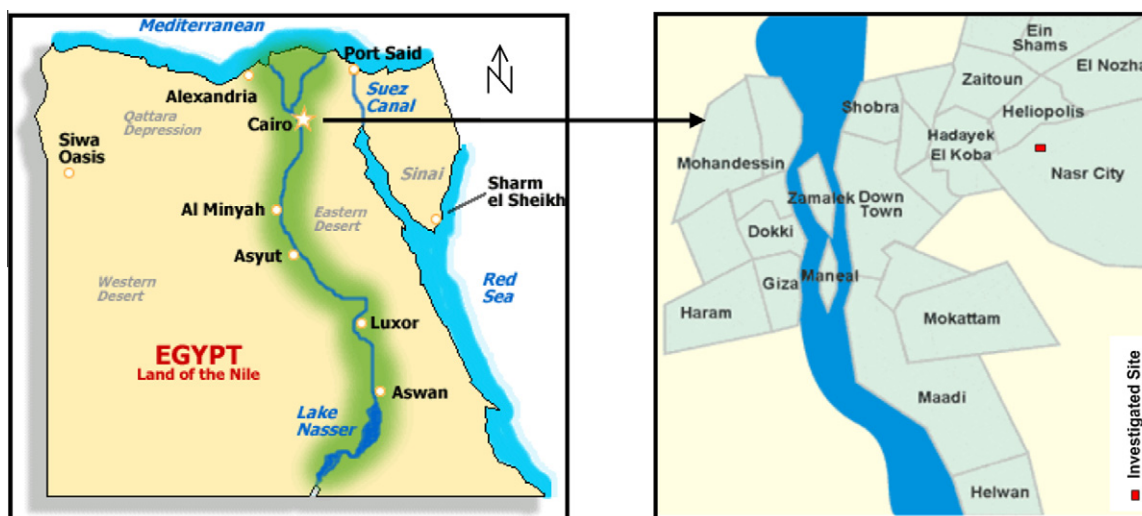 Mediterranean
Port Said
N
Alexandria
Suez
Canal
Qattara
Depression
Cairo
Siwa
Oasis
Sinai
Sharm
el Sheikh
Al Minyah
Eastern
Desert
Asyut
Western
Desert
Red
Sea
Luxor
EGYPT
Land of the Nile
Aswan
Lake
Nasser
Ein
Shams
El Nozha
Zaitoun
Shobra
Heliopolis
Hadayek
El Koba
Mohandessin
Nasr City
Zamalek
Down
Town
Dokki
Maneal
Giza
Haram
Mokattam
Maadi
Helwan
Investigated Site